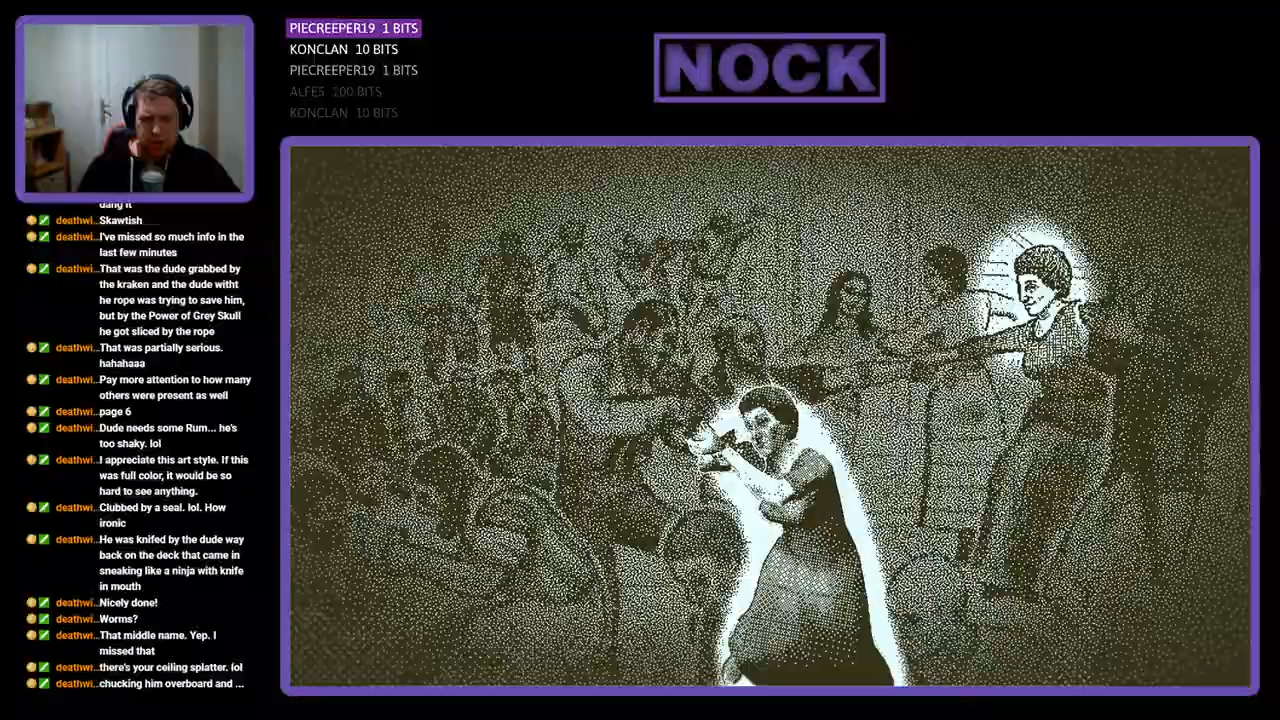 PIECREEPER19 1 BITS
KONCLAN 10 BITS
PIECREEPER19 1 BITS
ALFE5 200 BITS
KONCLAN 10 BITS
NOCK
dang it
deathwi... Skawtish
deathwi... I've missed so much info in the
last few minutes
deathwi... That was the dude grabbed by
the kraken and the dude witht
he rope was trying to save him,
but by the Power of Grey Skull
he got sliced by the rope
deathwi... That was partially serious.
hahahaaa
deathwi... Pay more attention to how many
others were present as well
deathwi... page 6
deathwi... Dude needs some Rum... he's
too shaky. lol
deathwi... I appreciate this art style. If this
was full color, it would be so
hard to see anything.
deathwi... Clubbed by a seal. lol. How
ironic
deathwi... He was knifed by the dude way
back on the deck that came in
sneaking like a ninja with knife
in mouth
deathwi... Nicely done!
deathwi... Worms?
deathwi... That middle name. Yep. I
missed that
deathwi... there's your ceiling splatter. lol
deathwi... chucking him overboard and ...